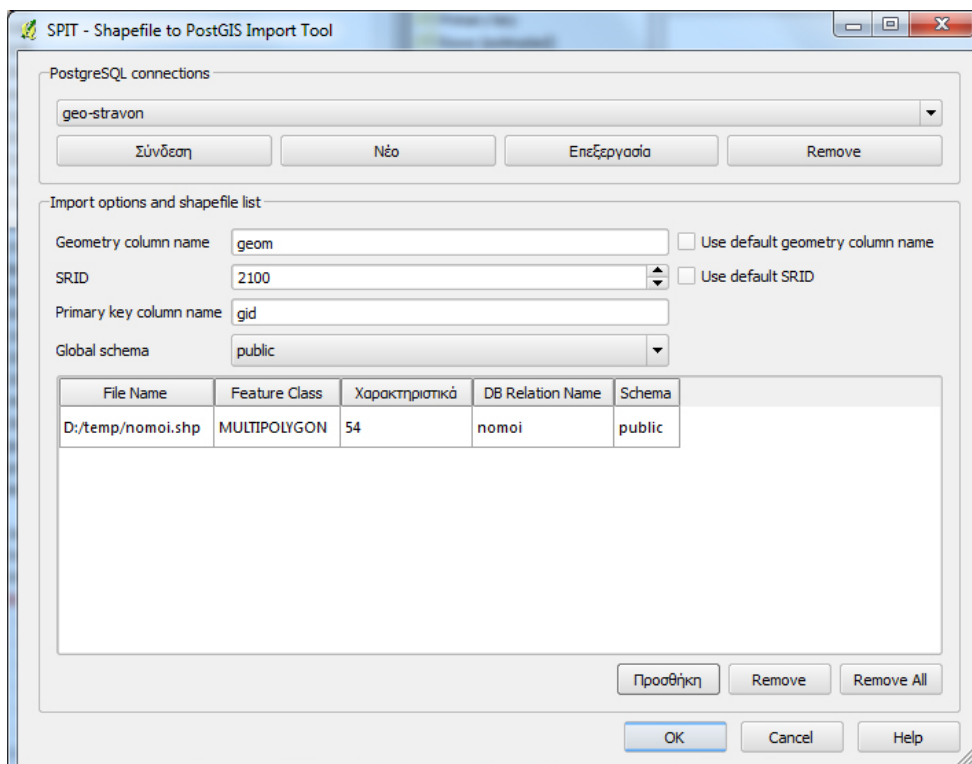 SPIT - Shapefile to PostGIS Import Tool
PostgreSQL connections
geo-stravon
Σύνδεση Νέο Επεξεργασία Remove
Import options and shapefile list
Geometry column name geom Use default geometry column name
SRID 2100 Use default SRID
Primary key column name gid
Global schema public
File Name Feature Class Χαρακτηριστικά DB Relation Name Schema
D:/temp/nomoi.shp MULTIPOLYGON 54 nomoi public
Προσθήκη Remove Remove All
OK Cancel Help